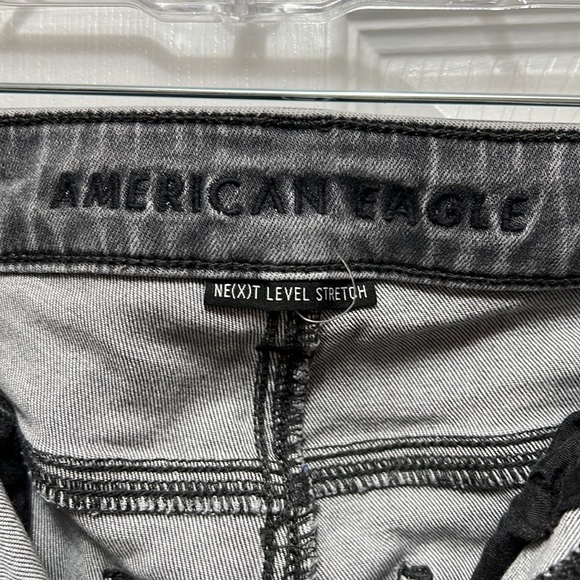 AMERICAN EAGLE
NE(X)T LEVEL STRETCH